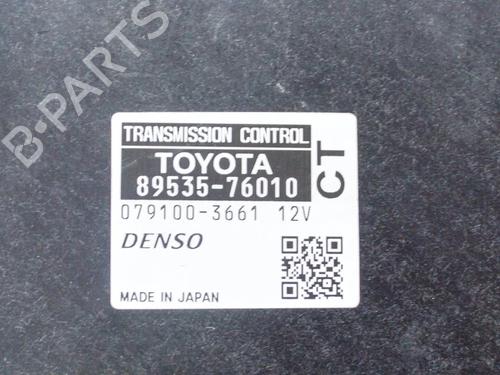 B-PARTS
TRANSMISSION CONTROL
TOYOTA
89535-76010
CT
079100-3661 12V
DENSO
MADE IN JAPAN